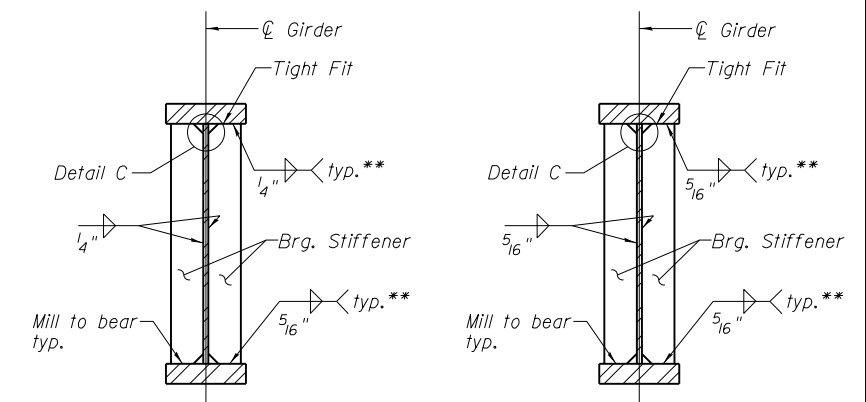 ℄ Girder
Tight Fit
Detail C
1/4"
typ.**
1/4"
Brg. Stiffener
5/16"
typ.**
Mill to bear
typ.
℄ Girder
Tight Fit
Detail C
5/16"
typ.**
5/16"
Brg. Stiffener
5/16"
typ.**
Mill to bear
typ.